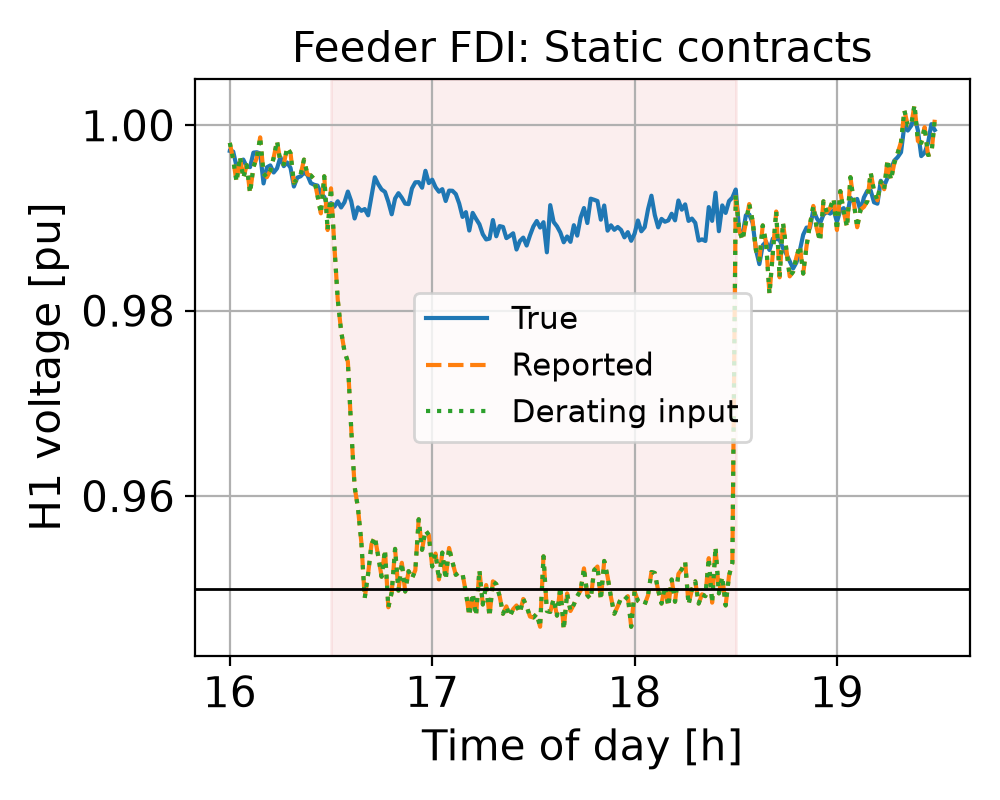 Feeder FDI: Static contracts
H1 voltage [pu]
1.00
0.98
0.96
True
Reported
Derating input
16 17 18 19
Time of day [h]